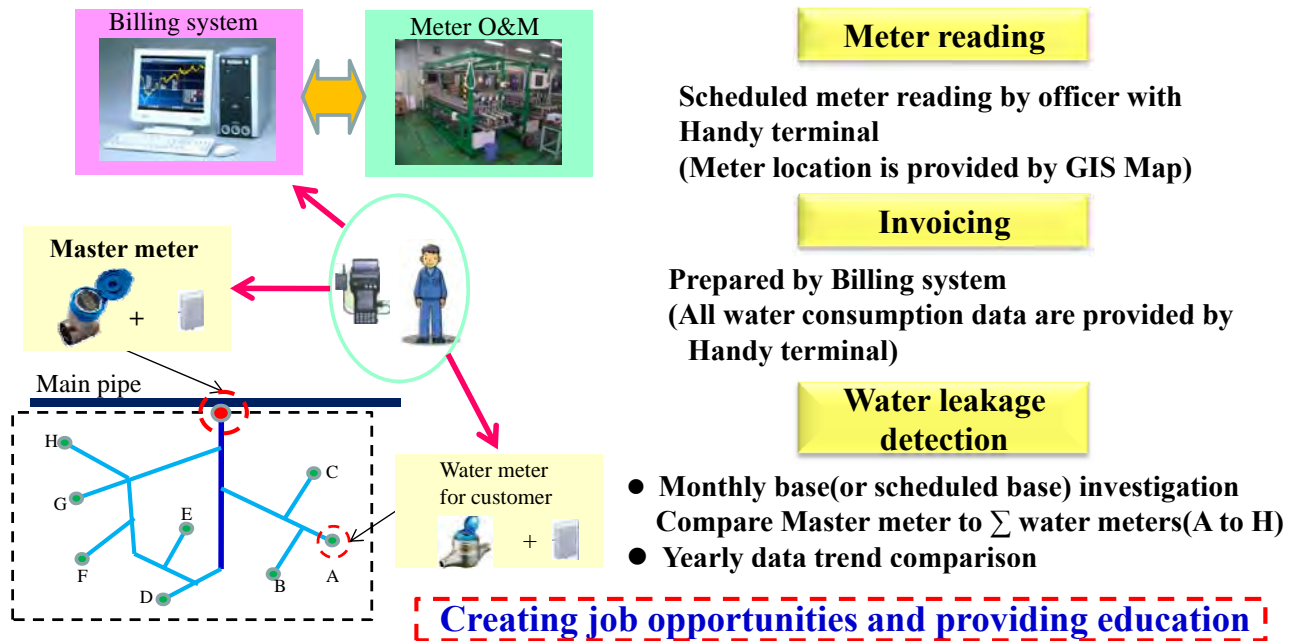 Billing system
Meter O&M
Meter reading
Scheduled meter reading by officer with
Handy terminal
(Meter location is provided by GIS Map)
Invoicing
Prepared by Billing system
(All water consumption data are provided by
Handy terminal)
Master meter
+
Main pipe
Water leakage
detection
H
G
F
E
D
C
B
A
Water meter
for customer
+
● Monthly base(or scheduled base) investigation
Compare Master meter to ∑ water meters(A to H)
● Yearly data trend comparison
Creating job opportunities and providing education